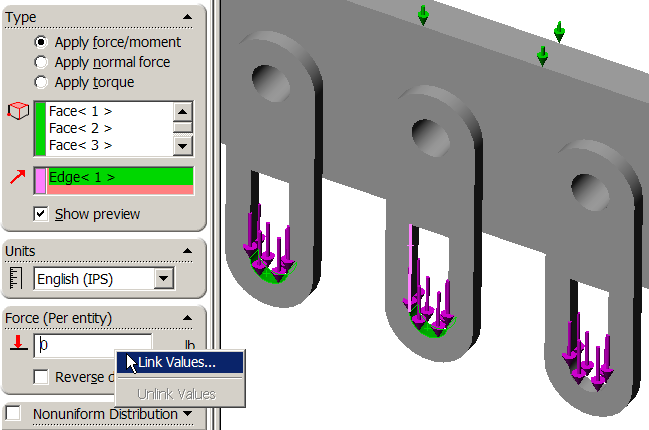 Type
Apply force/moment
Apply normal force
Apply torque
Face< 1 >
Face< 2 >
Face< 3 >
Edge< 1 >
Show preview
Units
English (IPS)
Force (Per entity)
0 lb
Link Values...
Reverse d
Unlink Values
Nonuniform Distribution